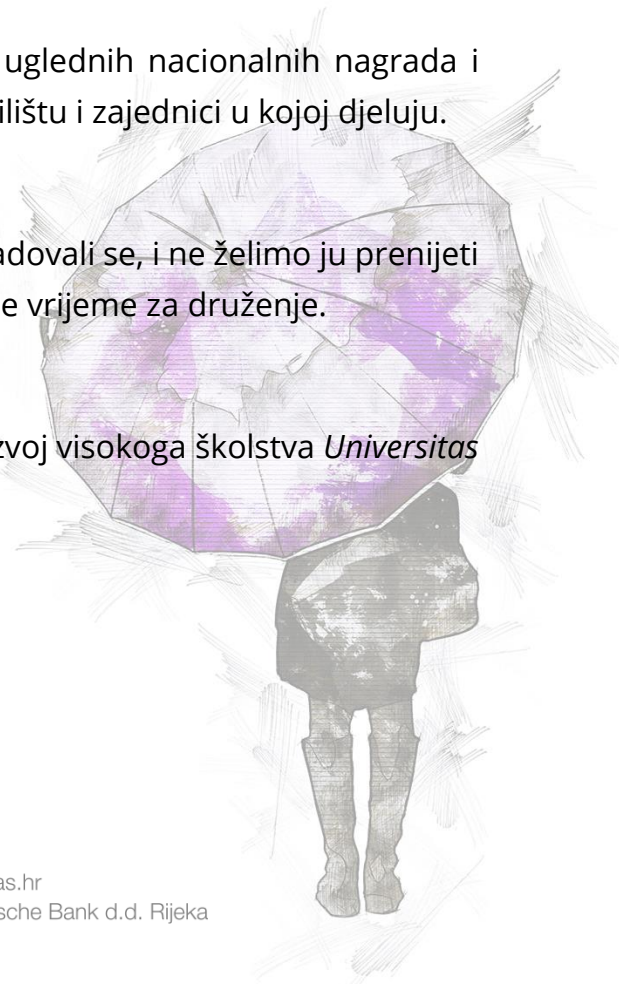 uglednih nacionalnih nagrada i
ilištu i zajednici u kojoj djeluju.
adovali se, i ne želimo ju prenijeti
e vrijeme za druženje.
zvoj visokoga školstva Universitas
as.hr
sche Bank d.d. Rijeka